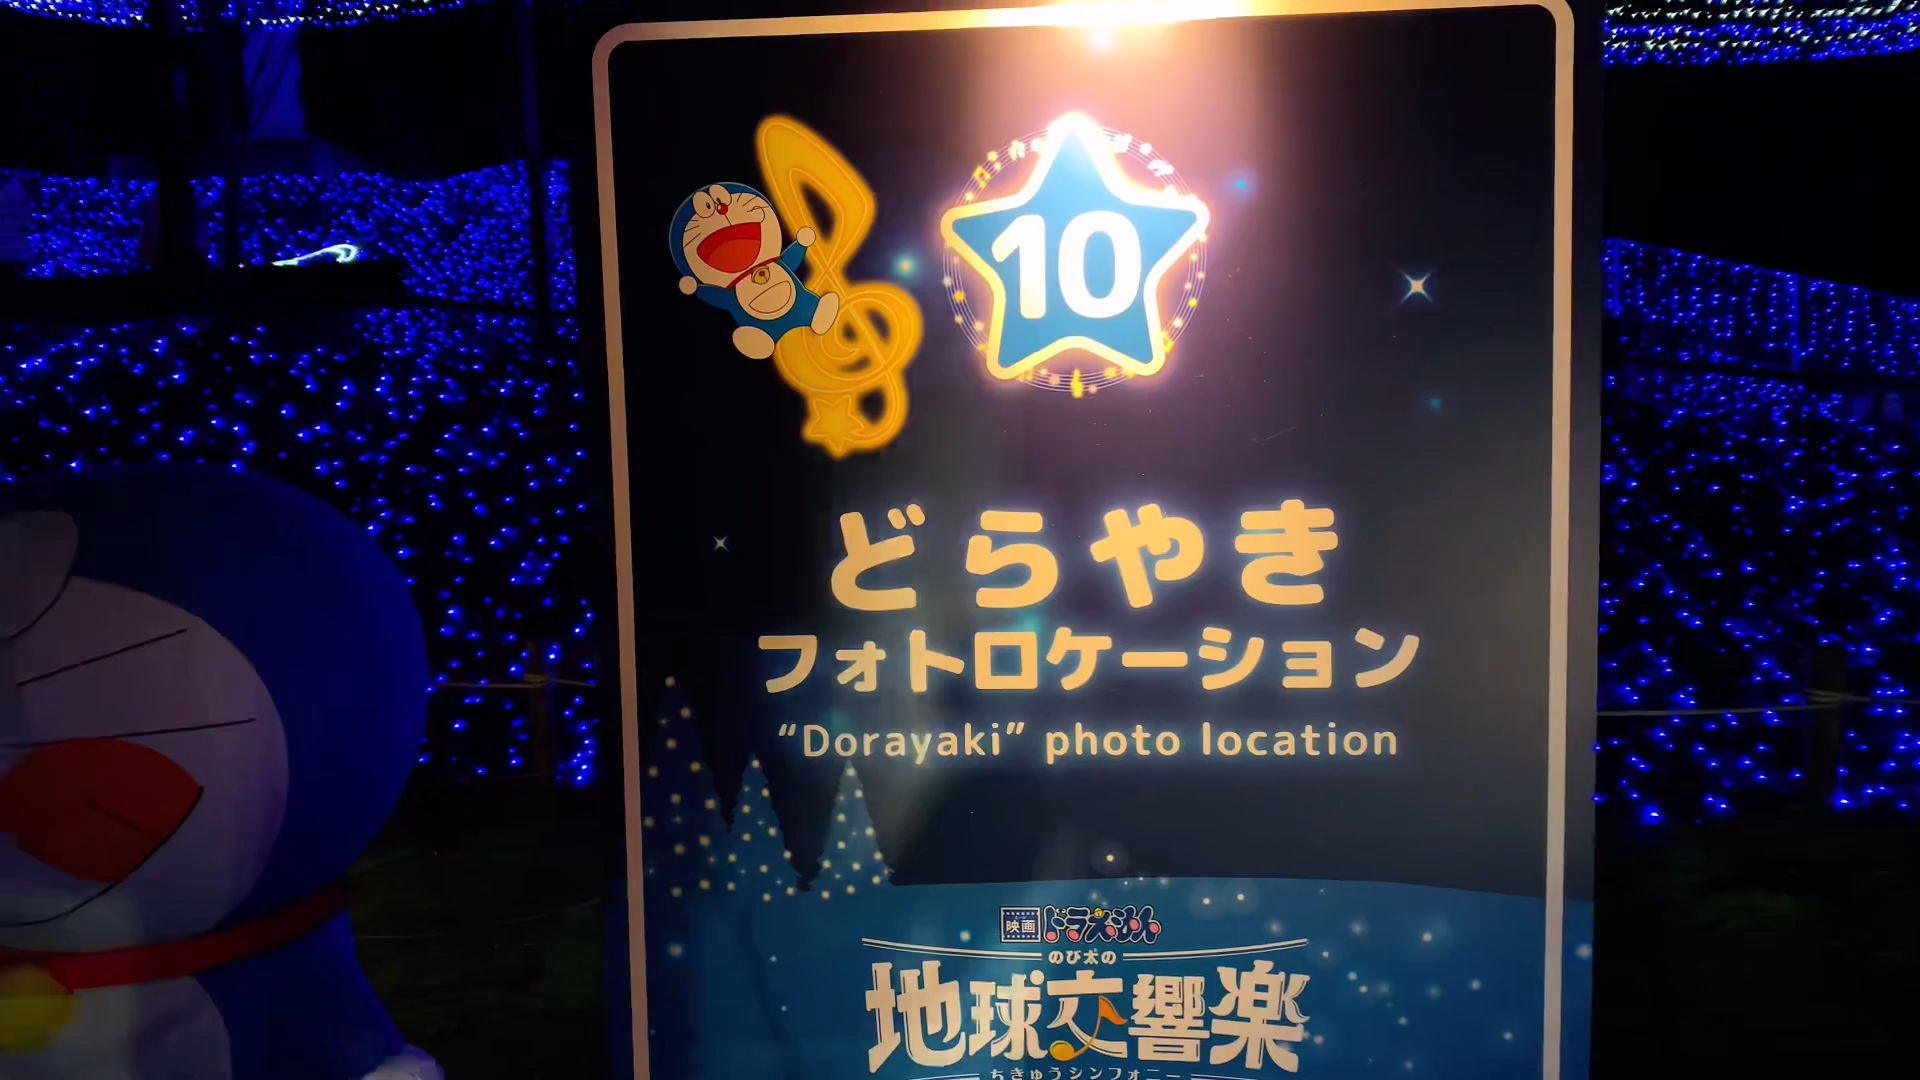 10
どらやき
フォトロケーション
“Dorayaki” photo location
映画 ドラえもん
のび太の
地球交響楽
ちきゅうシンフォニー